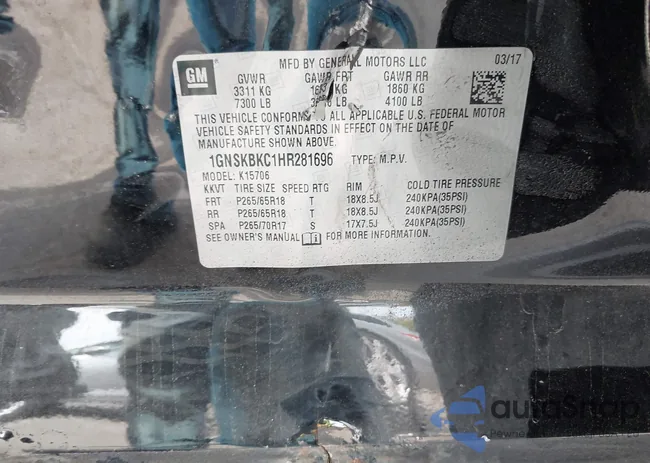 GM
MFD BY GENERAL MOTORS LLC 03/17
GVWR GAWR FRT GAWR RR
3311 KG KG 1860 KG
7300 LB LB 4100 LB
THIS VEHICLE CONFORMS ALL APPLICABLE U.S. FEDERAL MOTOR
VEHICLE SAFETY STANDARDS IN EFFECT ON THE DATE OF
MANUFACTURE SHOWN ABOVE.
1GNSKBKC1HR281696 TYPE: M.P.V.
MODEL: K15706
KKVT TIRE SIZE SPEED RTG RIM COLD TIRE PRESSURE
FRT P265/65R18 T 18X8.5J 240KPA(35PSI)
RR P265/65R18 T 18X8.5J 240KPA(35PSI)
SPA P265/70R17 S 17X7.5J 240KPA(35PSI)
SEE OWNER'S MANUAL FOR MORE INFORMATION.
autoSnap